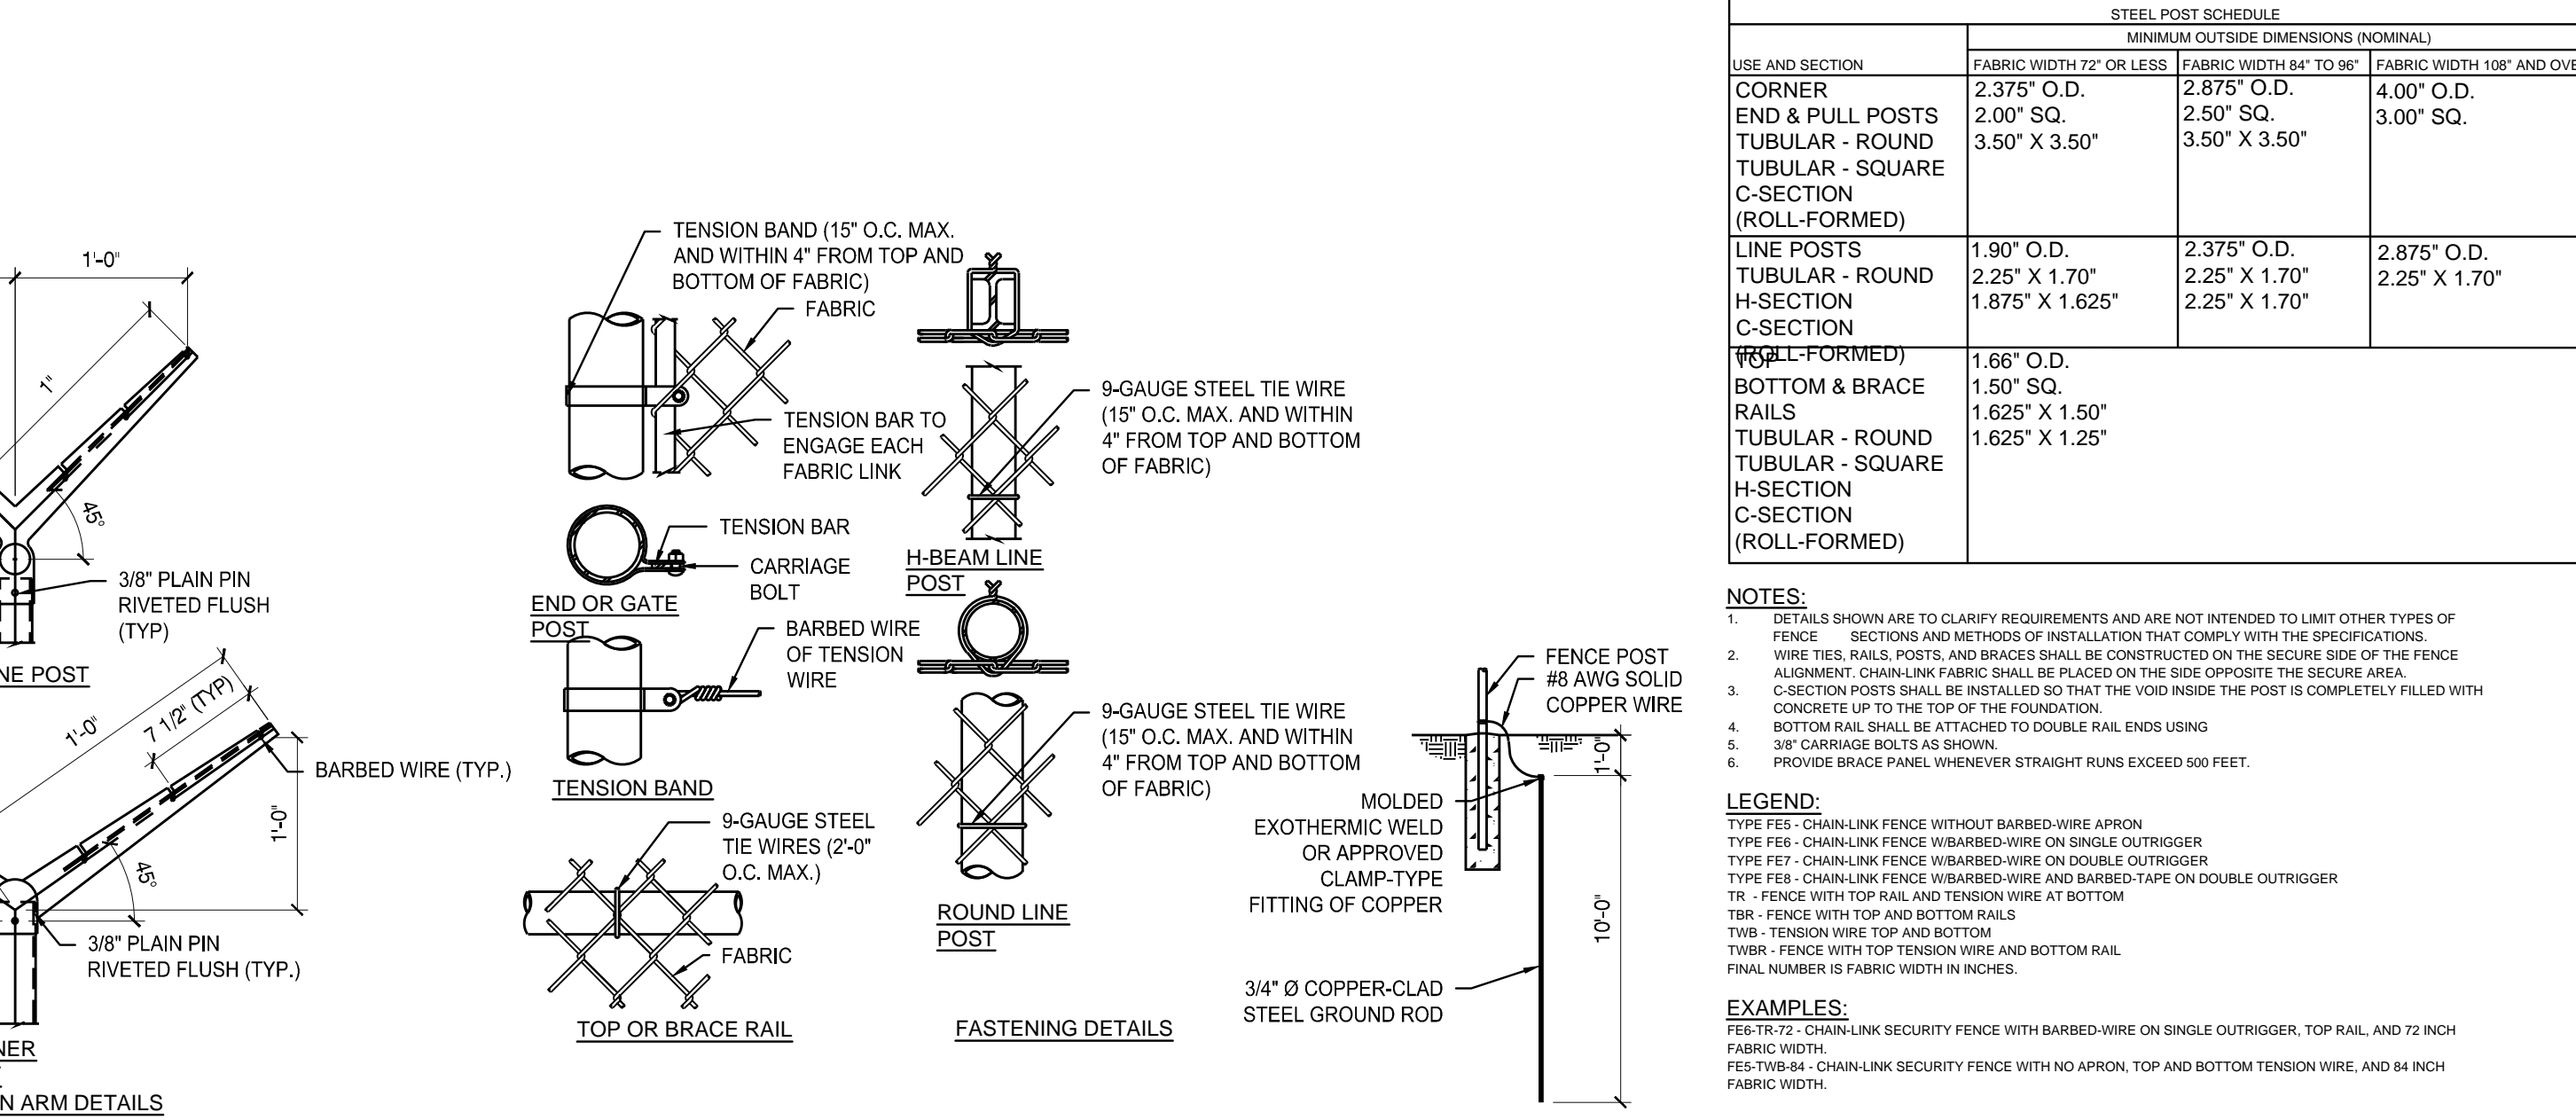 1'-0"
1"
45°
3/8" PLAIN PIN
RIVETED FLUSH
(TYP)
NE POST
1'-0"
7 1/2" (TYP)
BARBED WIRE (TYP.)
1'-0"
45°
3/8" PLAIN PIN
RIVETED FLUSH (TYP.)
NER
N ARM DETAILS
TENSION BAND (15" O.C. MAX.
AND WITHIN 4" FROM TOP AND
BOTTOM OF FABRIC)
FABRIC
TENSION BAR TO
ENGAGE EACH
FABRIC LINK
TENSION BAR
CARRIAGE
BOLT
END OR GATE
POST
BARBED WIRE
OF TENSION
WIRE
TENSION BAND
9-GAUGE STEEL
TIE WIRES (2'-0"
O.C. MAX.)
FABRIC
TOP OR BRACE RAIL
9-GAUGE STEEL TIE WIRE
(15" O.C. MAX. AND WITHIN
4" FROM TOP AND BOTTOM
OF FABRIC)
H-BEAM LINE
POST
9-GAUGE STEEL TIE WIRE
(15" O.C. MAX. AND WITHIN
4" FROM TOP AND BOTTOM
OF FABRIC)
ROUND LINE
POST
FASTENING DETAILS
FENCE POST
#8 AWG SOLID
COPPER WIRE
1'-0"
MOLDED
EXOTHERMIC WELD
OR APPROVED
CLAMP-TYPE
FITTING OF COPPER
10'-0"
3/4" Ø COPPER-CLAD
STEEL GROUND ROD
STEEL POST SCHEDULE
MINIMUM OUTSIDE DIMENSIONS (NOMINAL)
USE AND SECTION FABRIC WIDTH 72" OR LESS FABRIC WIDTH 84" TO 96" FABRIC WIDTH 108" AND OVE
CORNER 2.375" O.D. 2.875" O.D. 4.00" O.D.
END & PULL POSTS 2.00" SQ. 2.50" SQ. 3.00" SQ.
TUBULAR - ROUND 3.50" X 3.50" 3.50" X 3.50"
TUBULAR - SQUARE
C-SECTION
(ROLL-FORMED)
LINE POSTS 1.90" O.D. 2.375" O.D. 2.875" O.D.
TUBULAR - ROUND 2.25" X 1.70" 2.25" X 1.70" 2.25" X 1.70"
H-SECTION 1.875" X 1.625" 2.25" X 1.70"
C-SECTION
(ROLL-FORMED)
TOP 1.66" O.D.
BOTTOM & BRACE 1.50" SQ.
RAILS 1.625" X 1.50"
TUBULAR - ROUND 1.625" X 1.25"
TUBULAR - SQUARE
H-SECTION
C-SECTION
(ROLL-FORMED)
NOTES:
1. DETAILS SHOWN ARE TO CLARIFY REQUIREMENTS AND ARE NOT INTENDED TO LIMIT OTHER TYPES OF
FENCE SECTIONS AND METHODS OF INSTALLATION THAT COMPLY WITH THE SPECIFICATIONS.
2. WIRE TIES, RAILS, POSTS, AND BRACES SHALL BE CONSTRUCTED ON THE SECURE SIDE OF THE FENCE
ALIGNMENT. CHAIN-LINK FABRIC SHALL BE PLACED ON THE SIDE OPPOSITE THE SECURE AREA.
3. C-SECTION POSTS SHALL BE INSTALLED SO THAT THE VOID INSIDE THE POST IS COMPLETELY FILLED WITH
CONCRETE UP TO THE TOP OF THE FOUNDATION.
4. BOTTOM RAIL SHALL BE ATTACHED TO DOUBLE RAIL ENDS USING
5. 3/8" CARRIAGE BOLTS AS SHOWN.
6. PROVIDE BRACE PANEL WHENEVER STRAIGHT RUNS EXCEED 500 FEET.
LEGEND:
TYPE FE5 - CHAIN-LINK FENCE WITHOUT BARBED-WIRE APRON
TYPE FE6 - CHAIN-LINK FENCE W/BARBED-WIRE ON SINGLE OUTRIGGER
TYPE FE7 - CHAIN-LINK FENCE W/BARBED-WIRE ON DOUBLE OUTRIGGER
TYPE FE8 - CHAIN-LINK FENCE W/BARBED-WIRE AND BARBED-TAPE ON DOUBLE OUTRIGGER
TR - FENCE WITH TOP RAIL AND TENSION WIRE AT BOTTOM
TBR - FENCE WITH TOP AND BOTTOM RAILS
TWB - TENSION WIRE TOP AND BOTTOM
TWBR - FENCE WITH TOP TENSION WIRE AND BOTTOM RAIL
FINAL NUMBER IS FABRIC WIDTH IN INCHES.
EXAMPLES:
FE6-TR-72 - CHAIN-LINK SECURITY FENCE WITH BARBED-WIRE ON SINGLE OUTRIGGER, TOP RAIL, AND 72 INCH
FABRIC WIDTH.
FE5-TWB-84 - CHAIN-LINK SECURITY FENCE WITH NO APRON, TOP AND BOTTOM TENSION WIRE, AND 84 INCH
FABRIC WIDTH.